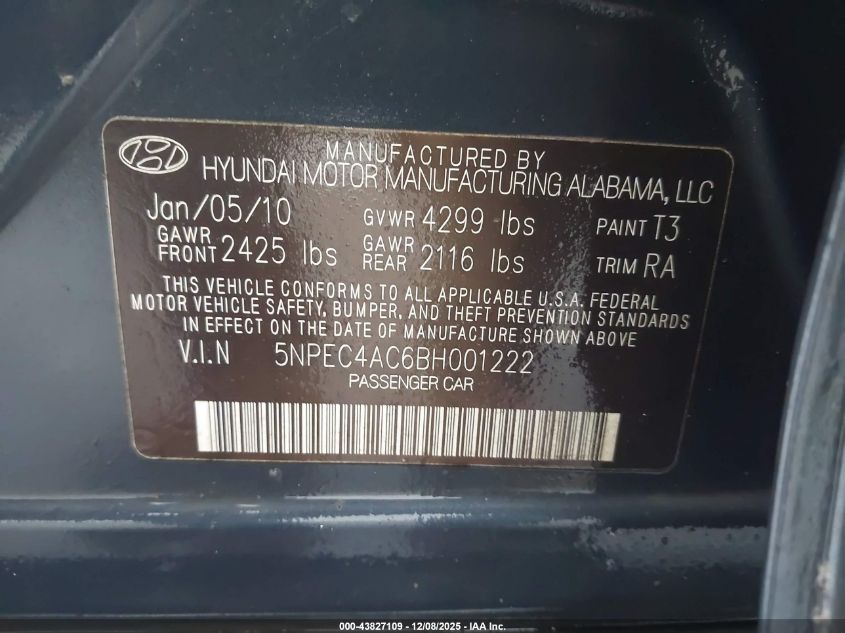 MANUFACTURED BY
HYUNDAI MOTOR MANUFACTURING ALABAMA, LLC
Jan/05/10 GVWR 4299 lbs PAINT T3
GAWR FRONT 2425 lbs GAWR REAR 2116 lbs TRIM RA
THIS VEHICLE CONFORMS TO ALL APPLICABLE U.S.A. FEDERAL
MOTOR VEHICLE SAFETY, BUMPER, AND THEFT PREVENTION STANDARDS
IN EFFECT ON THE DATE OF MANUFACTURE SHOWN ABOVE
V.I.N 5NPEC4AC6BH001222
PASSENGER CAR
000-43827109 - 12/08/2025 - IAA Inc.